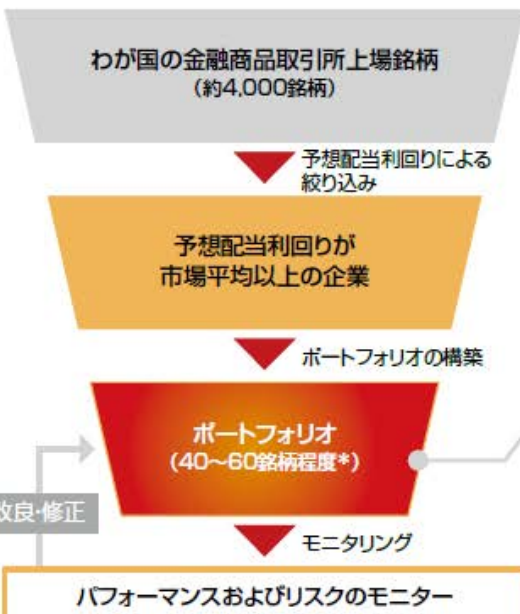 わが国の金融商品取引所上場銘柄
(約4,000銘柄)
予想配当利回りによる
絞り込み
予想配当利回りが
市場平均以上の企業
ポートフォリオの構築
ポートフォリオ
(40〜60銘柄程度*)
改良・修正
モニタリング
パフォーマンスおよびリスクのモニター